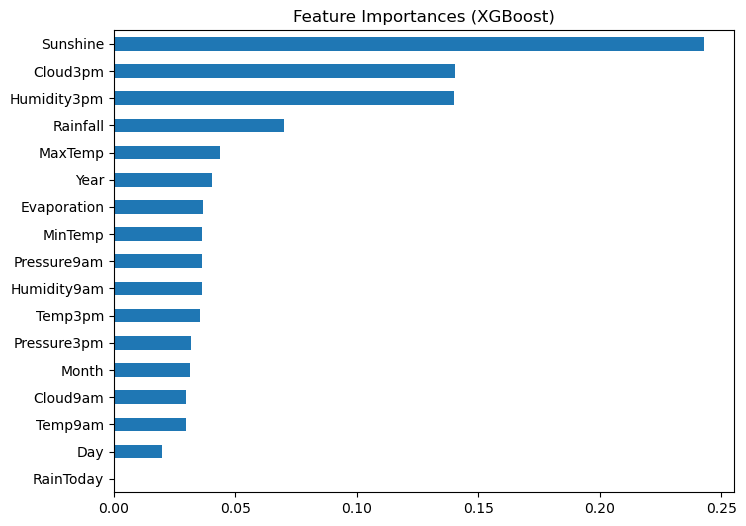 Feature Importances (XGBoost)
Sunshine
Cloud3pm
Humidity3pm
Rainfall
MaxTemp
Year
Evaporation
MinTemp
Pressure9am
Humidity9am
Temp3pm
Pressure3pm
Month
Cloud9am
Temp9am
Day
RainToday
0.00 0.05 0.10 0.15 0.20 0.25